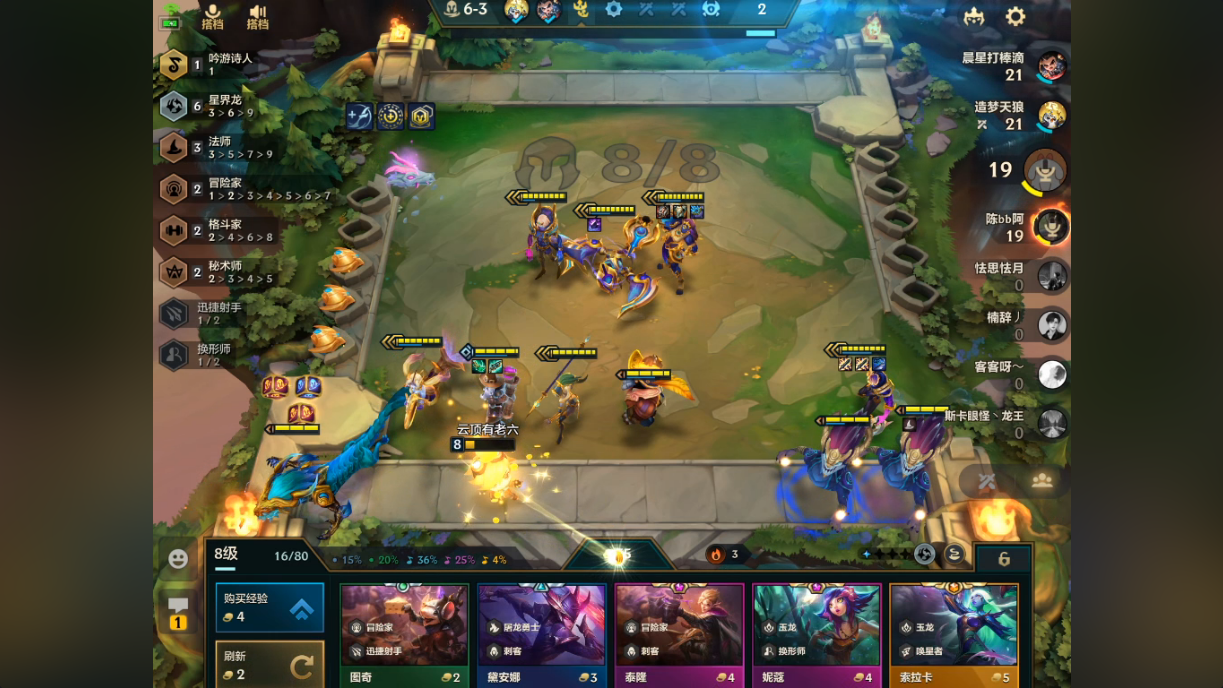 搭档
搭档
6-3
2
1 吟游诗人
1
6 星界龙
3 > 6 > 9
3 法师
3 > 5 > 7 > 9
2 冒险家
1 > 2 > 3 > 4 > 5 > 6 > 7
2 格斗家
2 > 4 > 6 > 8
2 秘术师
2 > 3 > 4 > 5
迅捷射手
1 / 2
换形师
1 / 2
8/8
晨星打棒滴
21
造梦天狼
21
19
陈bb阿
19
怯思怯月
0
楠辞丿
0
客客呀～
0
斯卡眼怪丶龙王
0
云顶有老六
8
8级
16/80
15% 20% 36% 25% 4%
3
6
购买经验
4
刷新
2
1
冒险家
迅捷射手
图奇 2
屠龙勇士
刺客
黛安娜 3
冒险家
刺客
泰隆 4
玉龙
换形师
妮蔻 4
玉龙
唤星者
索拉卡 5